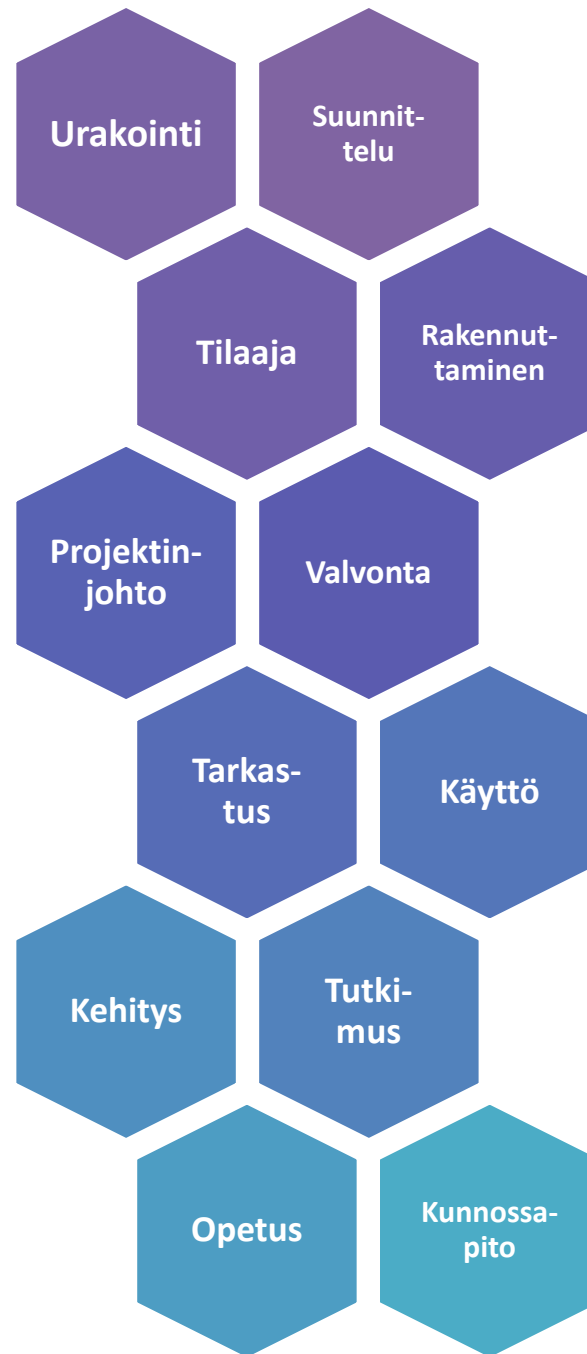 Urakointi
Suunnit-
telu
Tilaaja
Rakennut-
taminen
Projektin-
johto
Valvonta
Tarkas-
tus
Käyttö
Kehitys
Tutki-
mus
Opetus
Kunnossa-
pito